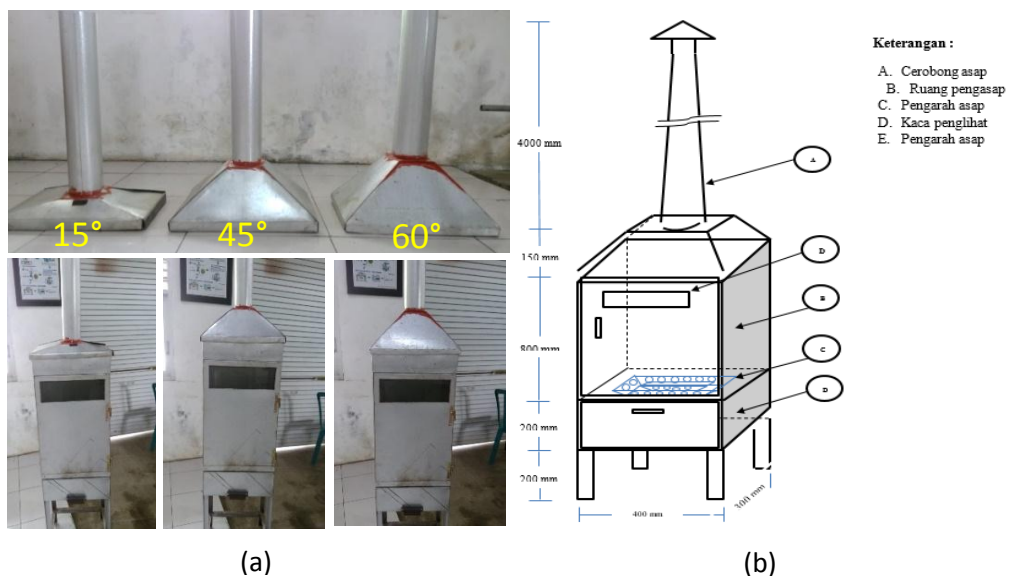 15°
45°
60°
(a)
4000 mm
150 mm
800 mm
200 mm
200 mm
400 mm
300 mm
A
D
B
C
D
Keterangan :
A. Cerobong asap
B. Ruang pengasap
C. Pengarah asap
D. Kaca penglihat
E. Pengarah asap
(b)